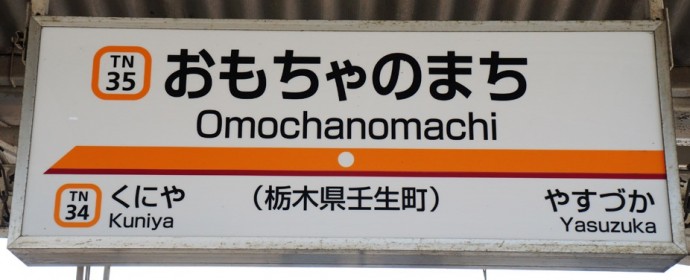 TN
35
おもちゃのまち
Omochanomachi
TN
34
くにや
Kuniya
(栃木県壬生町)
やすづか
Yasuzuka